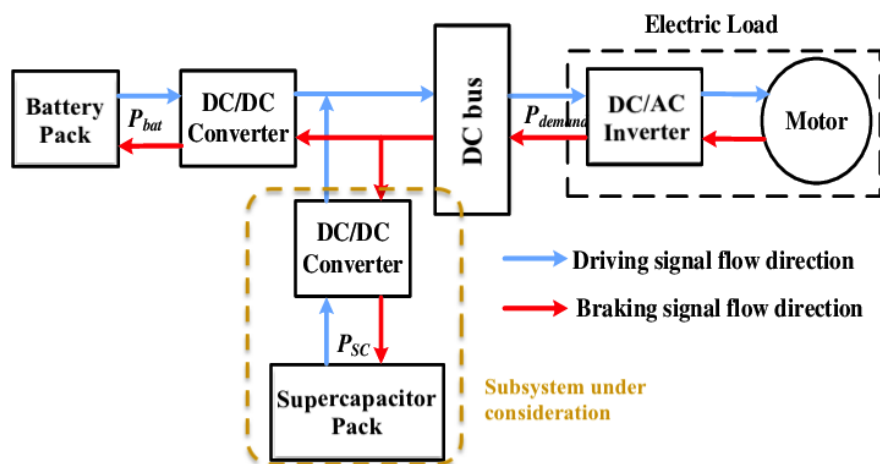 Electric Load
Battery
Pack
P_bat
DC/DC
Converter
DC bus
P_demand
DC/AC
Inverter
Motor
DC/DC
Converter
P_SC
Supercapacitor
Pack
Driving signal flow direction
Braking signal flow direction
Subsystem under
consideration